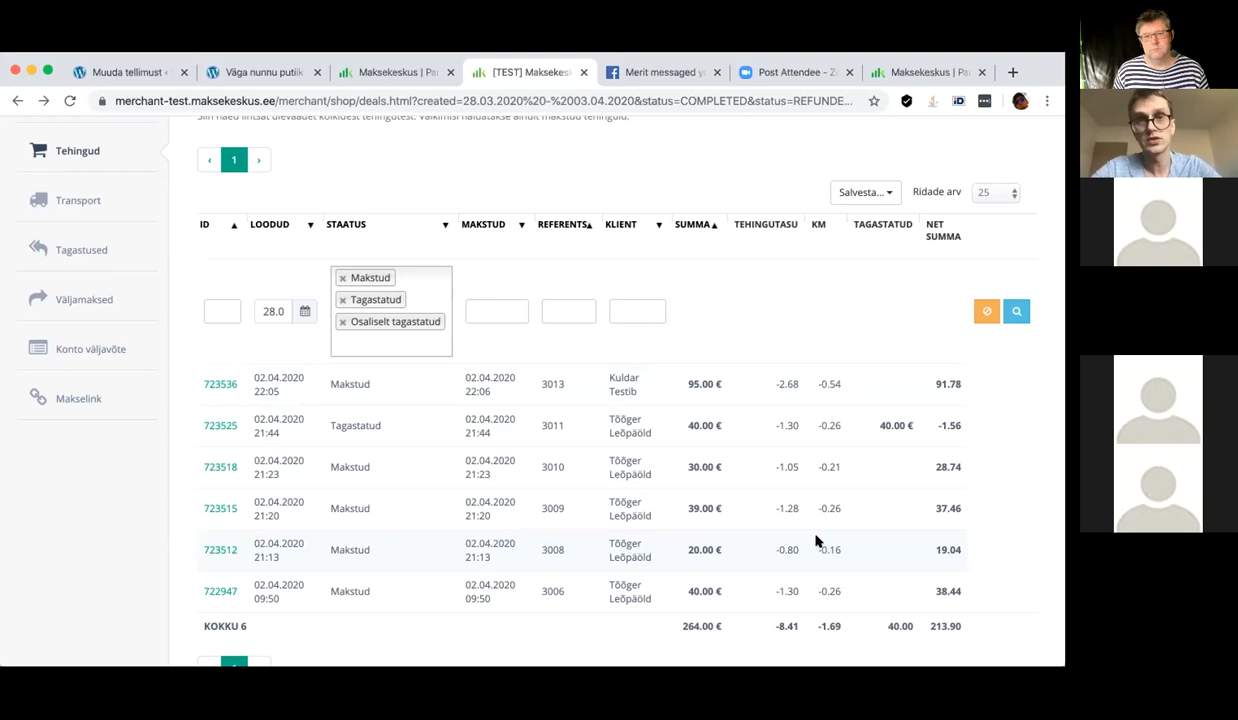 Muuda tellimust ‹
Väga nunnu putiik
Maksekeskus | Pa
[TEST] Maksekesk
Merit messaged y
Post Attendee - Z
Maksekeskus | Pa
merchant-test.maksekeskus.ee/merchant/shop/deals.html?created=28.03.2020%20-%2003.04.2020&status=COMPLETED&status=REFUNDE...
Tehingud
Transport
Tagastused
Väljamaksed
Konto väljavõte
Makselink
‹ 1 ›
Salvesta...
Ridade arv
25
ID LOODUD STAATUS MAKSTUD REFERENTS KLIENT SUMMA TEHINGUTASU KM TAGASTATUD NET SUMMA
28.0
× Makstud
× Tagastatud
× Osaliselt tagastatud
723536 02.04.2020 22:05 Makstud 02.04.2020 22:06 3013 Kuldar Testib 95.00 € -2.68 -0.54 91.78
723525 02.04.2020 21:44 Tagastatud 02.04.2020 21:44 3011 Tõõger Leõpäöld 40.00 € -1.30 -0.26 40.00 € -1.56
723518 02.04.2020 21:23 Makstud 02.04.2020 21:23 3010 Tõõger Leõpäöld 30.00 € -1.05 -0.21 28.74
723515 02.04.2020 21:20 Makstud 02.04.2020 21:20 3009 Tõõger Leõpäöld 39.00 € -1.28 -0.26 37.46
723512 02.04.2020 21:13 Makstud 02.04.2020 21:13 3008 Tõõger Leõpäöld 20.00 € -0.80 -0.16 19.04
722947 02.04.2020 09:50 Makstud 02.04.2020 09:50 3006 Tõõger Leõpäöld 40.00 € -1.30 -0.26 38.44
KOKKU 6 264.00 € -8.41 -1.69 40.00 213.90